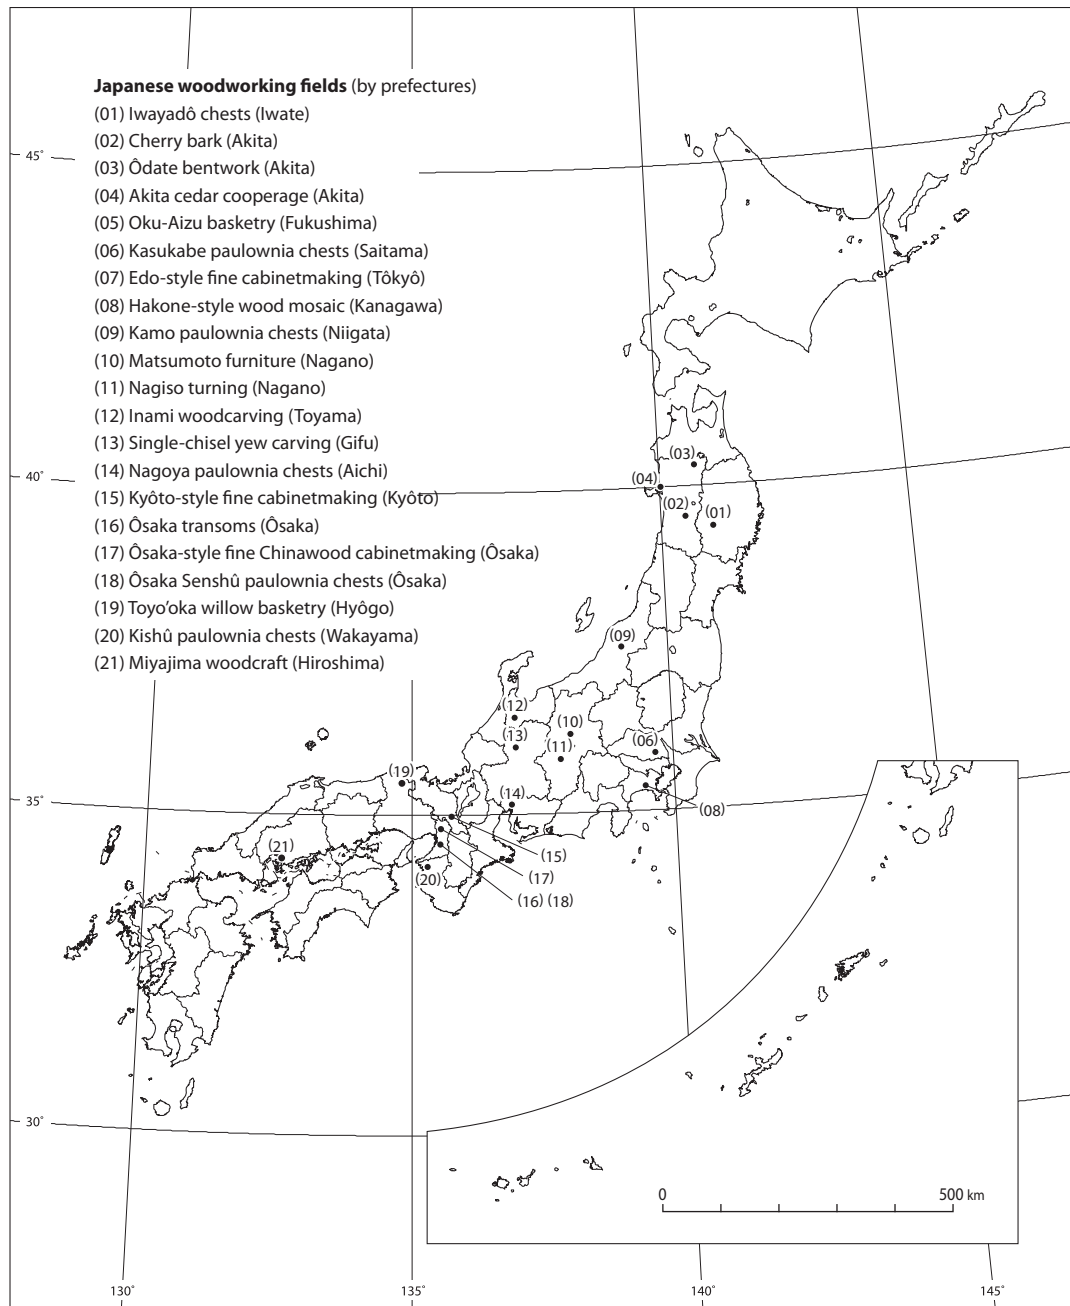 Japanese woodworking fields (by prefectures)
(01) Iwayadô chests (Iwate)
(02) Cherry bark (Akita)
(03) Ôdate bentwork (Akita)
(04) Akita cedar cooperage (Akita)
(05) Oku-Aizu basketry (Fukushima)
(06) Kasukabe paulownia chests (Saitama)
(07) Edo-style fine cabinetmaking (Tôkyô)
(08) Hakone-style wood mosaic (Kanagawa)
(09) Kamo paulownia chests (Niigata)
(10) Matsumoto furniture (Nagano)
(11) Nagiso turning (Nagano)
(12) Inami woodcarving (Toyama)
(13) Single-chisel yew carving (Gifu)
(14) Nagoya paulownia chests (Aichi)
(15) Kyôto-style fine cabinetmaking (Kyôto)
(16) Ôsaka transoms (Ôsaka)
(17) Ôsaka-style fine Chinawood cabinetmaking (Ôsaka)
(18) Ôsaka Senshû paulownia chests (Ôsaka)
(19) Toyo'oka willow basketry (Hyôgo)
(20) Kishû paulownia chests (Wakayama)
(21) Miyajima woodcraft (Hiroshima)
45°
40°
35°
30°
(03)
(04)
(02)
(01)
(09)
(12)
(10)
(13)
(11)
(06)
(19)
(14)
(08)
(21)
(15)
(20)
(17)
(16) (18)
0 500 km
130° 135° 140° 145°